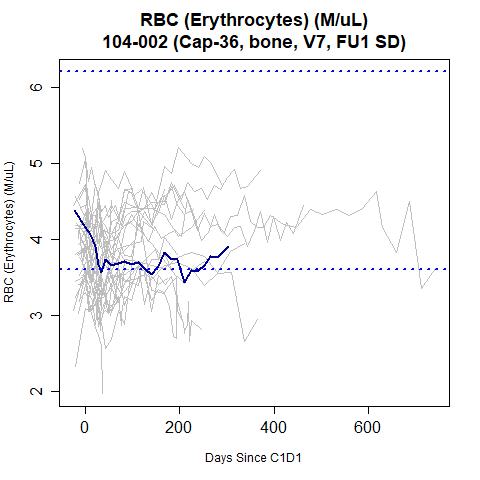 RBC (Erythrocytes) (M/uL)
104-002 (Cap-36, bone, V7, FU1 SD)
RBC (Erythrocytes) (M/uL)
6
5
4
3
2
0
200
400
600
Days Since C1D1